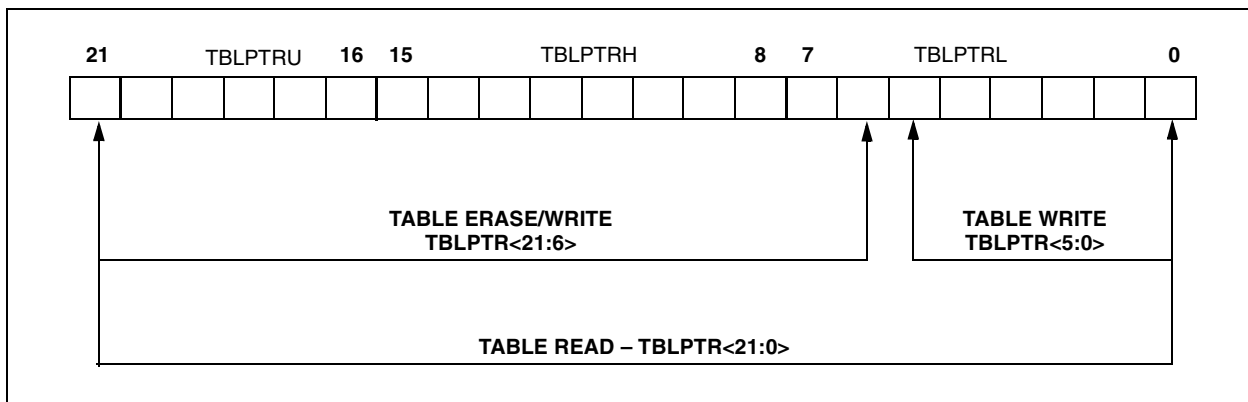 21 TBLPTRU 16 15 TBLPTRH 8 7 TBLPTRL 0
TABLE ERASE/WRITE
TBLPTR<21:6>
TABLE WRITE
TBLPTR<5:0>
TABLE READ – TBLPTR<21:0>